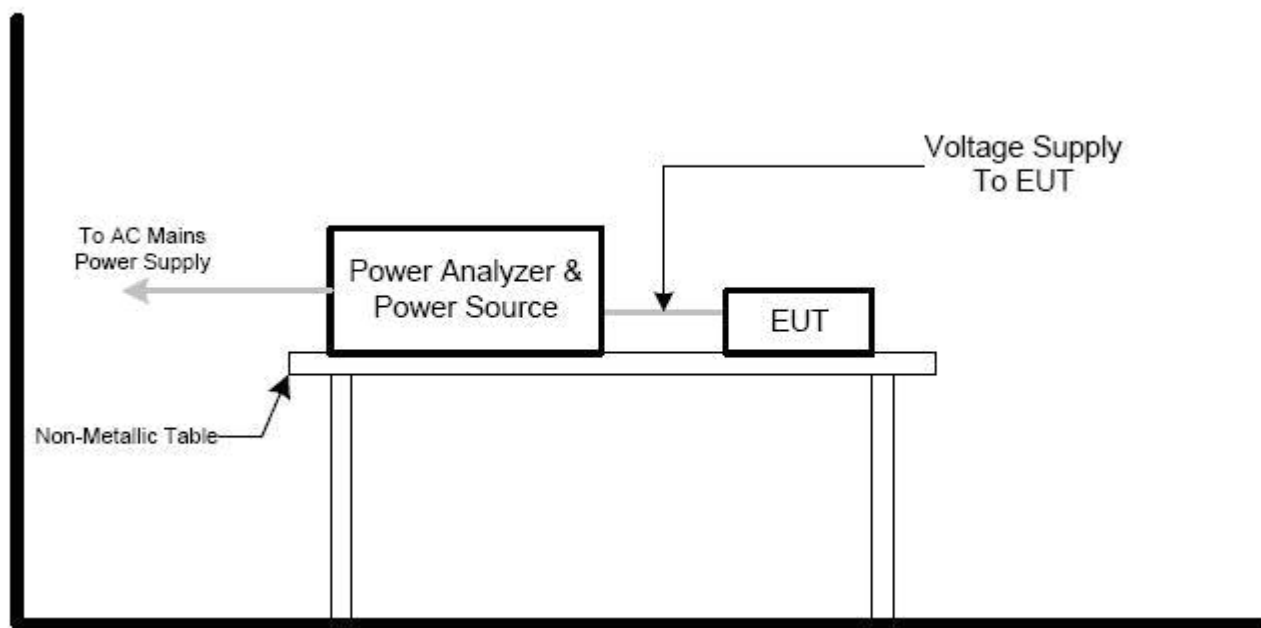 Voltage Supply
To EUT
To AC Mains
Power Supply
Power Analyzer &
Power Source
EUT
Non-Metallic Table